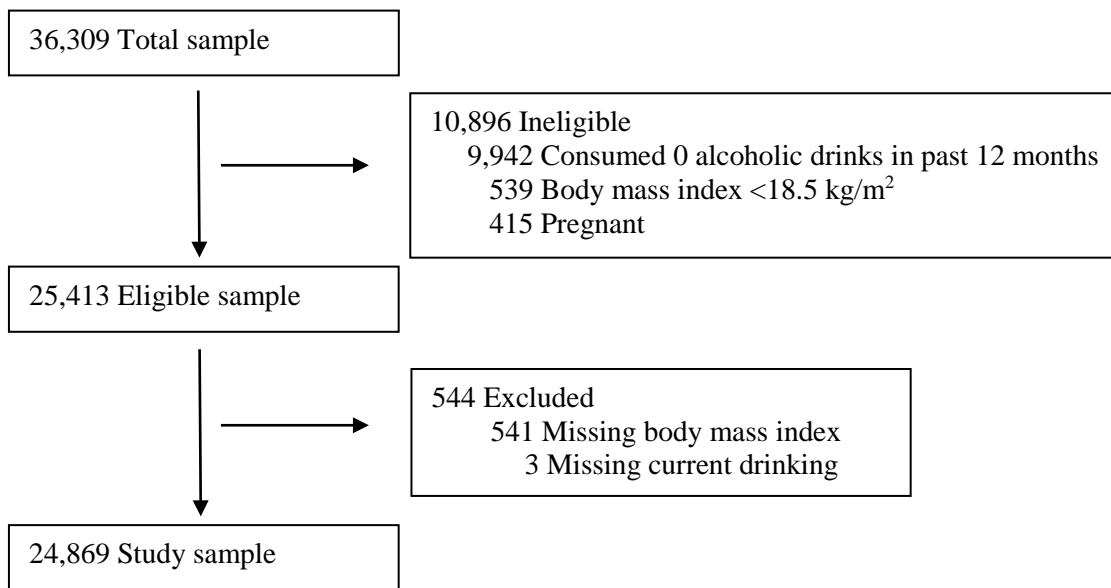 36,309 Total sample
10,896 Ineligible
9,942 Consumed 0 alcoholic drinks in past 12 months
539 Body mass index <18.5 kg/m²
415 Pregnant
25,413 Eligible sample
544 Excluded
541 Missing body mass index
3 Missing current drinking
24,869 Study sample